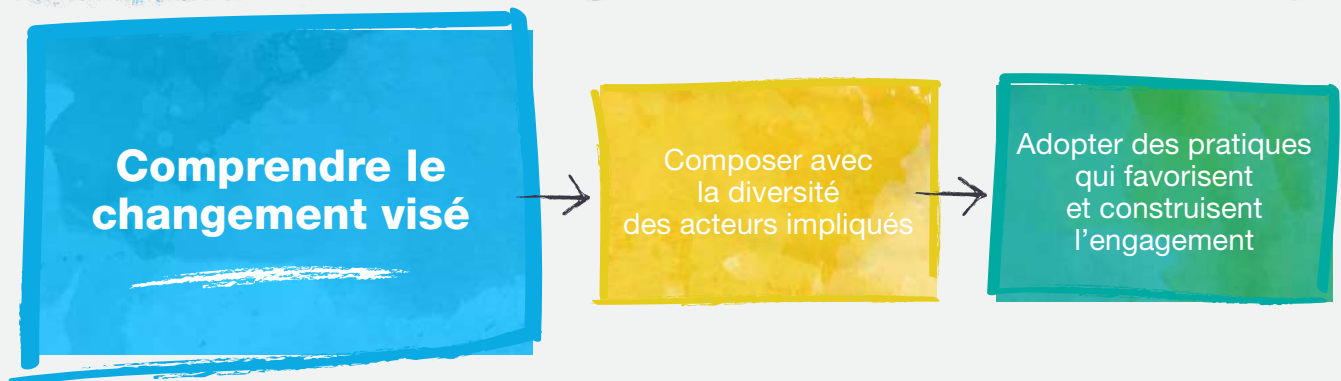 Comprendre le
changement visé
Composer avec
la diversité
des acteurs impliqués
Adopter des pratiques
qui favorisent
et construisent
l’engagement